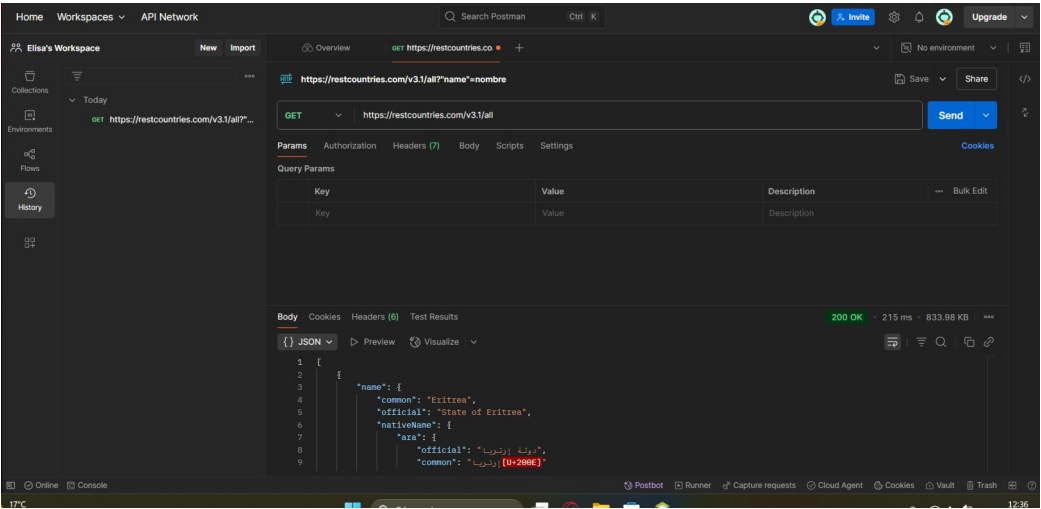 Home Workspaces API Network Search Postman Ctrl K Invite Upgrade
Elisa's Workspace New Import Overview GET https://restcountries.co No environment
Collections
Environments
Flows
History
Today
GET https://restcountries.com/v3.1/all?"...
HTTP https://restcountries.com/v3.1/all?"name"=nombre Save Share
GET https://restcountries.com/v3.1/all Send
Params Authorization Headers (7) Body Scripts Settings Cookies
Query Params
Key Value Description Bulk Edit
Key Value Description
Body Cookies Headers (6) Test Results 200 OK 215 ms 833.98 KB
{} JSON Preview Visualize
1 [
2 {
3 "name": {
4 "common": "Eritrea",
5 "official": "State of Eritrea",
6 "nativeName": {
7 "ara": {
8 "official": "دولة إرتريا",
9 "common": "إرتريا[U+200E]"
Online Console Postbot Runner Capture requests Cloud Agent Cookies Vault Trash
17°C 12:36